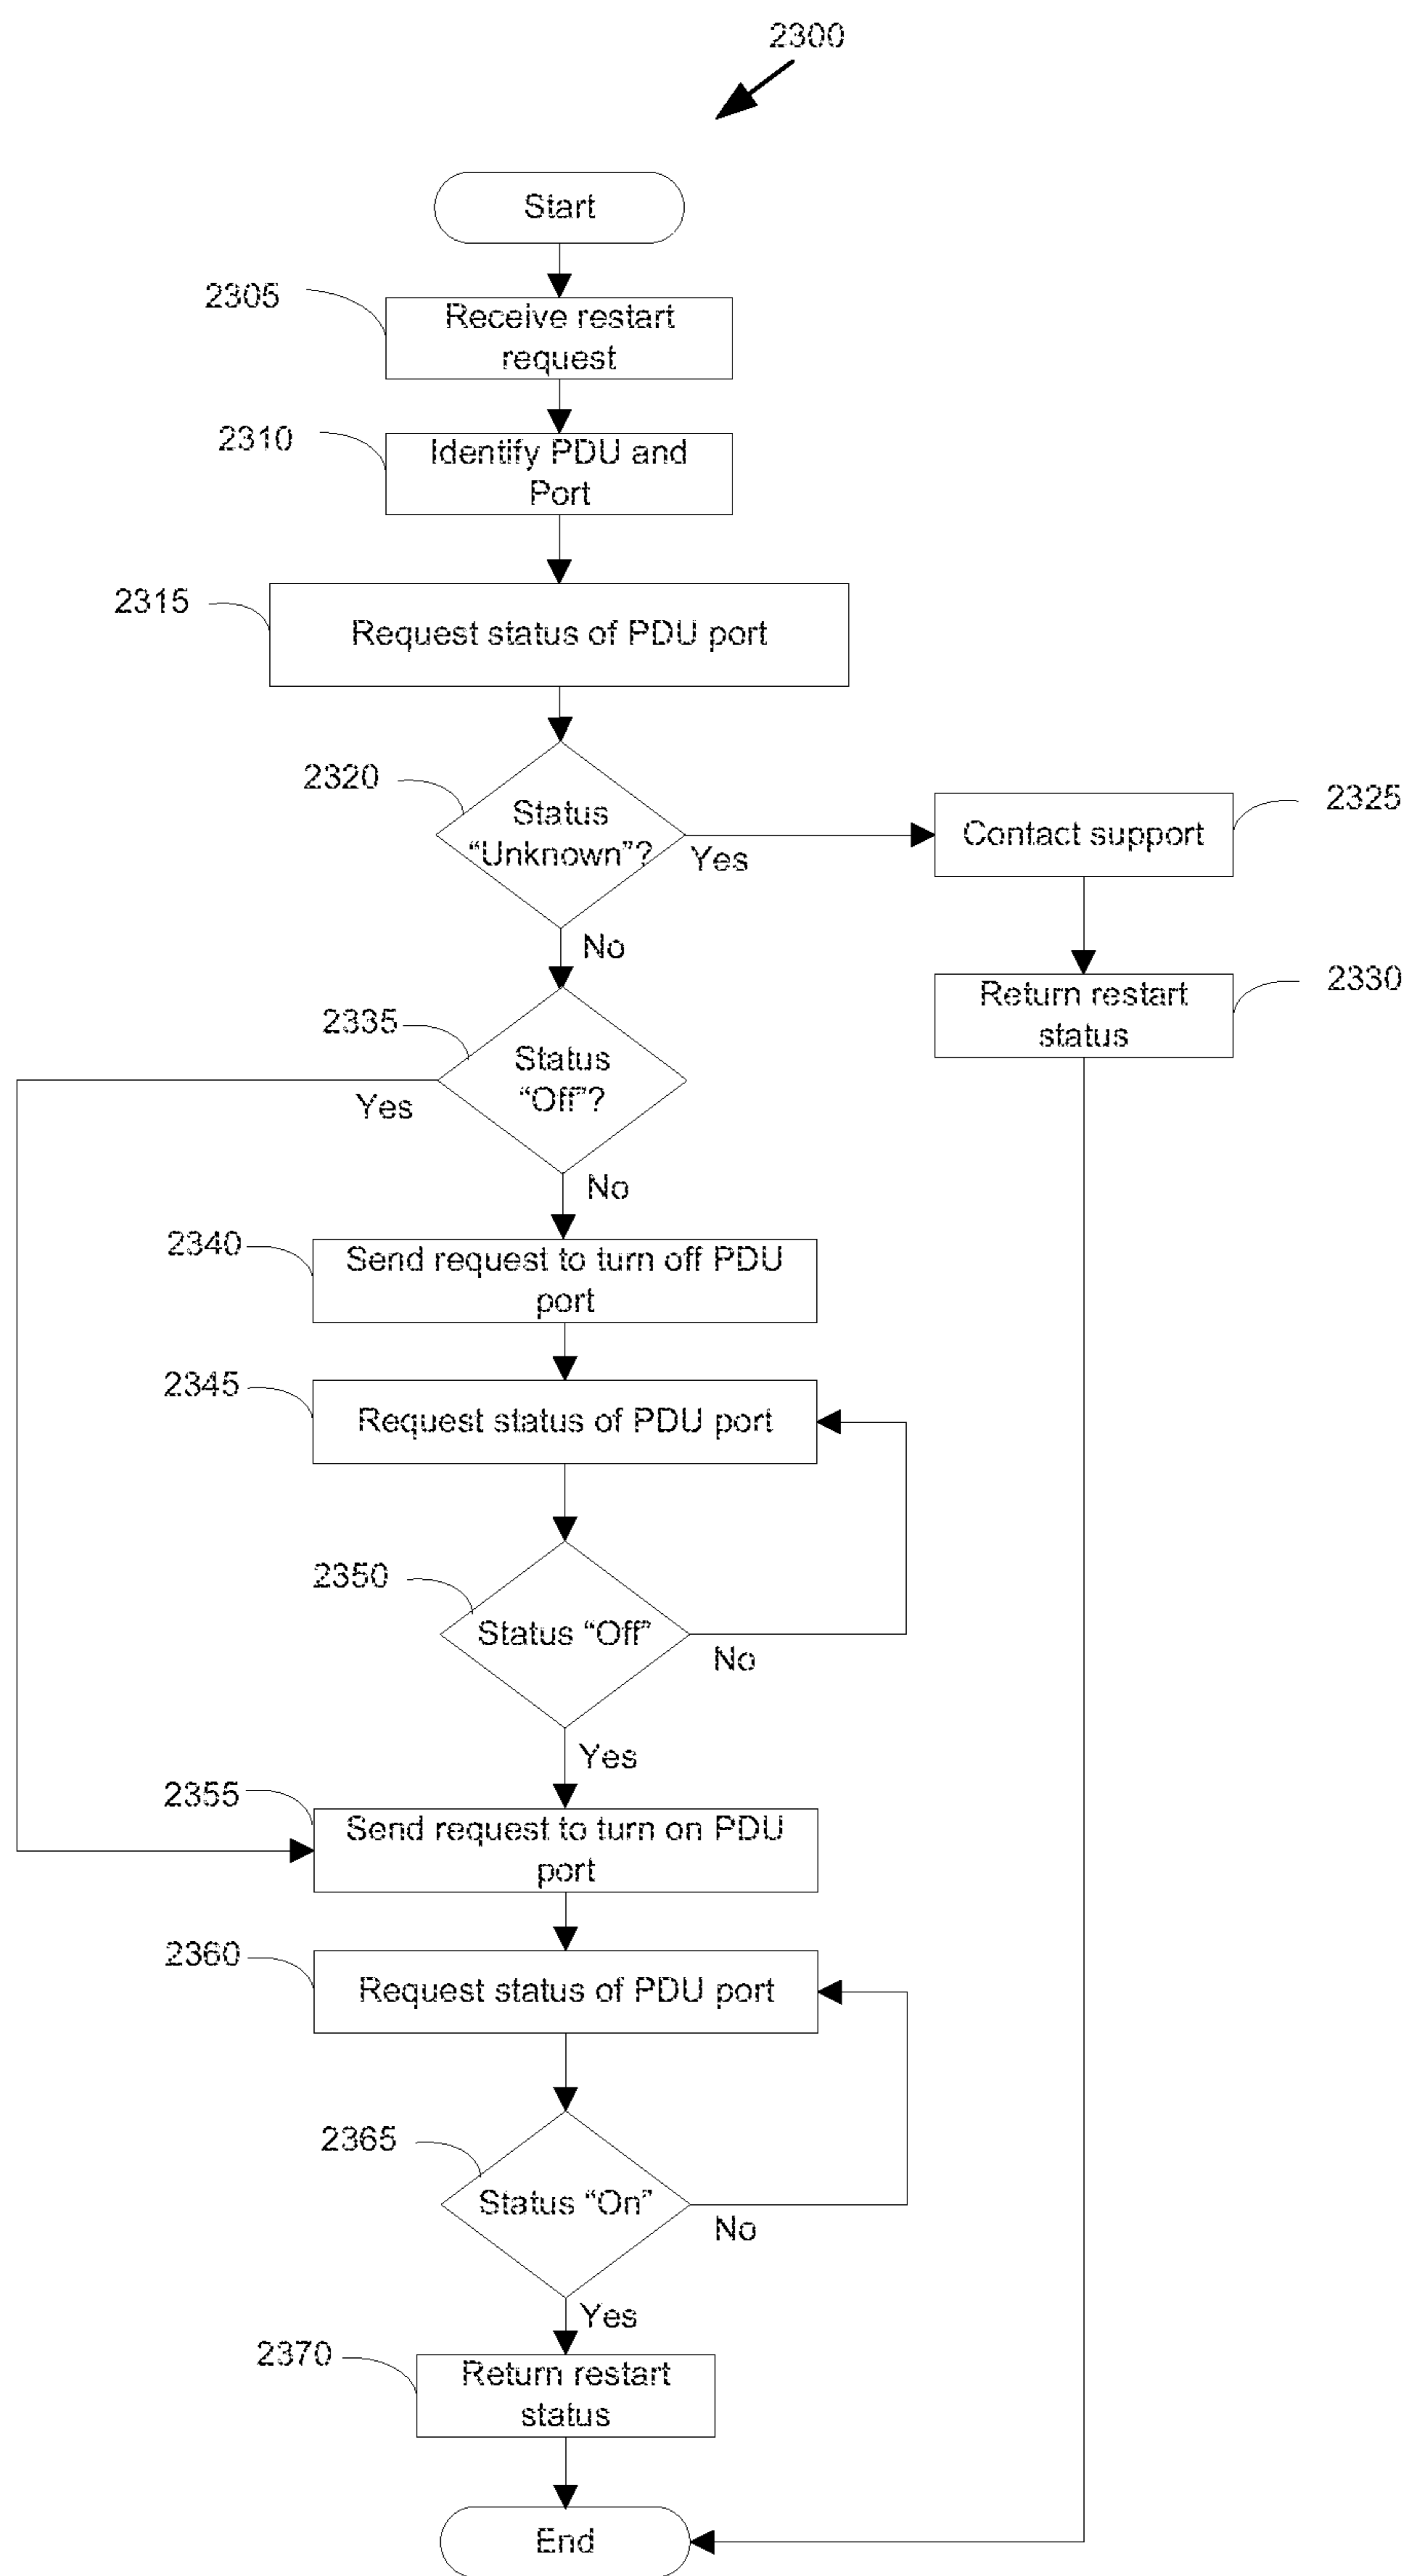 2300
Start
2305
Receive restart
request
2310
Identify PDU and
Port
2315
Request status of PDU port
2320
Status
“Unknown”?
Yes
2325
Contact support
No
2330
Return restart
status
2335
Status
“Off”?
Yes
No
2340
Send request to turn off PDU
port
2345
Request status of PDU port
2350
Status “Off”
No
Yes
2355
Send request to turn on PDU
port
2360
Request status of PDU port
2365
Status “On”
No
Yes
2370
Return restart
status
End